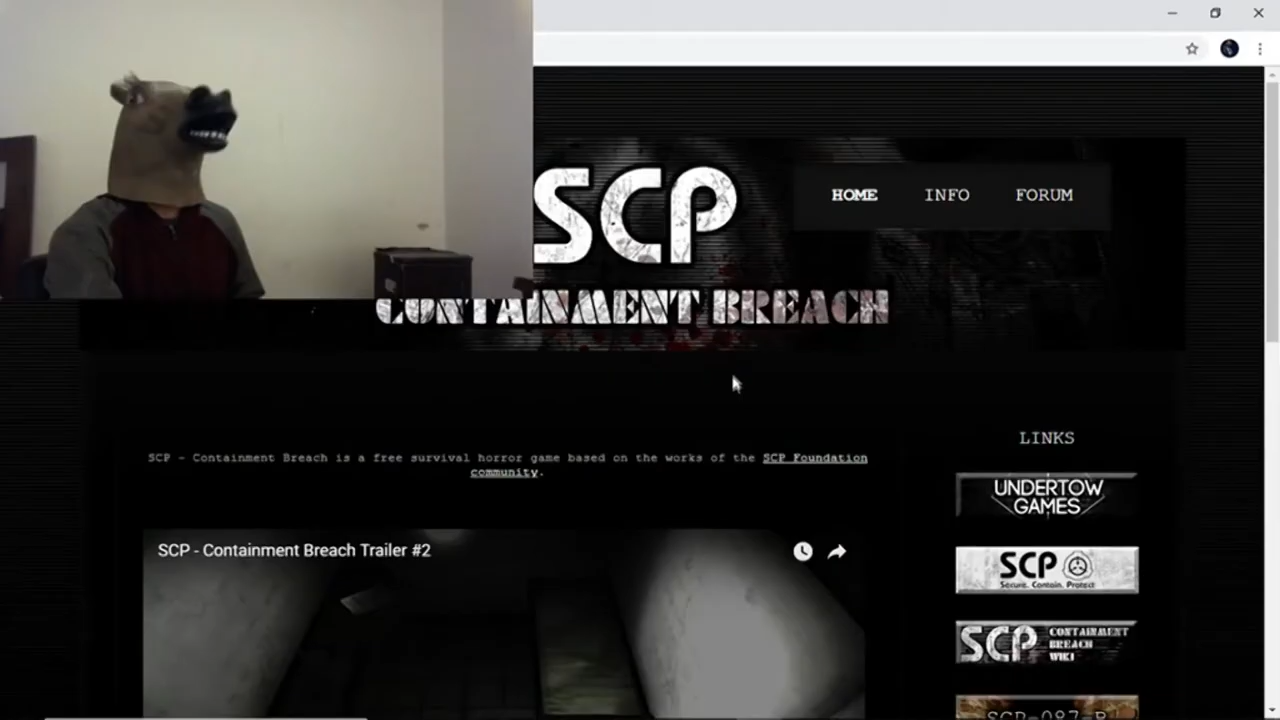 SCP
HOME INFO FORUM
CONTAINMENT BREACH
LINKS
SCP - Containment Breach is a free survival horror game based on the works of the SCP Foundation
community.
UNDERTOW
GAMES
SCP - Containment Breach Trailer #2
SCP
Secure. Contain. Protect.
SCP CONTAINMENT
BREACH
WIKI
SCP-087-B